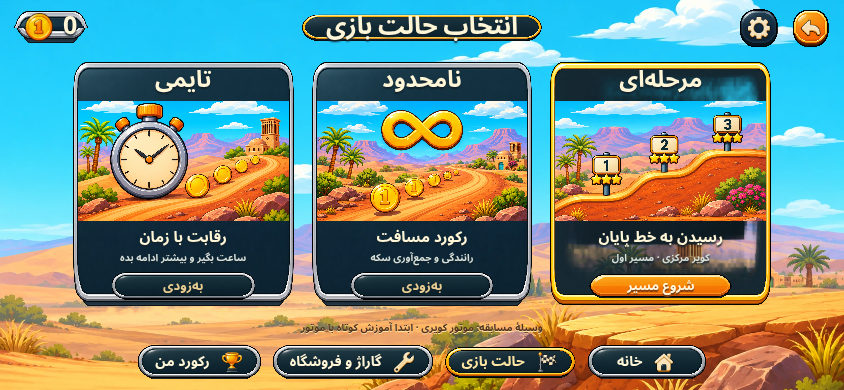 انتخاب حالت بازی
0
1
مرحله‌ای
1
2
3
رسیدن به خط پایان
کویر مرکزی · مسیر اول
شروع مسیر
نامحدود
1
رکورد مسافت
رانندگی و جمع‌آوری سکه
به‌زودی
تایمی
رقابت با زمان
ساعت بگیر و بیشتر ادامه بده
به‌زودی
وسیلهٔ مسابقه: موتور کویری · ابتدا آموزش کوتاه با موتور
خانه
حالت بازی
گاراژ و فروشگاه
رکورد من